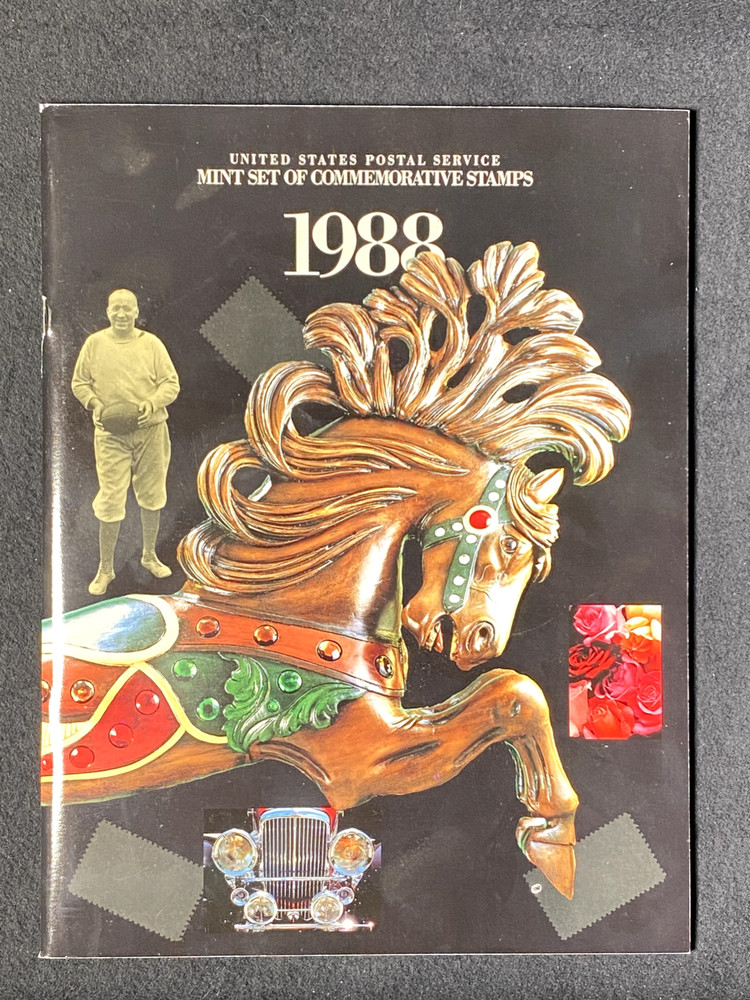 UNITED STATES POSTAL SERVICE
MINT SET OF COMMEMORATIVE STAMPS
1988